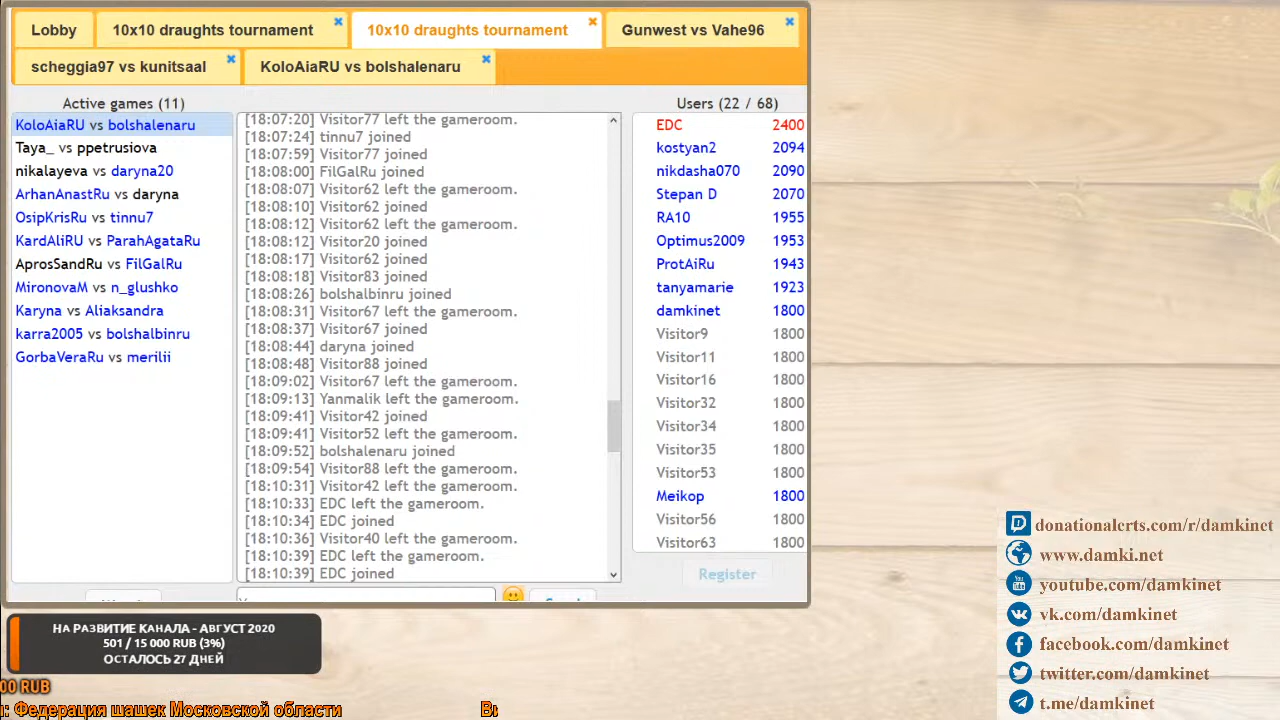 Lobby
10x10 draughts tournament
10x10 draughts tournament
Gunwest vs Vahe96
scheggia97 vs kunitsaal
KoloAiaRU vs bolshalenaru
Active games (11)
KoloAiaRU vs bolshalenaru
Taya_ vs ppetrusiova
nikalayeva vs daryna20
ArhanAnastRu vs daryna
OsipKrisRu vs tinnu7
KardAliRU vs ParahAgataRu
AprosSandRu vs FilGalRu
MironovaM vs n_glushko
Karyna vs Aliaksandra
karra2005 vs bolshalbinru
GorbaVeraRu vs merilii
[18:07:20] Visitor77 left the gameroom.
[18:07:24] tinnu7 joined
[18:07:59] Visitor77 joined
[18:08:00] FilGalRu joined
[18:08:07] Visitor62 left the gameroom.
[18:08:10] Visitor62 joined
[18:08:12] Visitor62 left the gameroom.
[18:08:12] Visitor20 joined
[18:08:17] Visitor62 joined
[18:08:18] Visitor83 joined
[18:08:26] bolshalbinru joined
[18:08:31] Visitor67 left the gameroom.
[18:08:37] Visitor67 joined
[18:08:44] daryna joined
[18:08:48] Visitor88 joined
[18:09:02] Visitor67 left the gameroom.
[18:09:13] Yanmalik left the gameroom.
[18:09:41] Visitor42 joined
[18:09:41] Visitor52 left the gameroom.
[18:09:52] bolshalenaru joined
[18:09:54] Visitor88 left the gameroom.
[18:10:31] Visitor42 left the gameroom.
[18:10:33] EDC left the gameroom.
[18:10:34] EDC joined
[18:10:36] Visitor40 left the gameroom.
[18:10:39] EDC left the gameroom.
[18:10:39] EDC joined
Users (22 / 68)
EDC 2400
kostyan2 2094
nikdasha070 2090
Stepan D 2070
RA10 1955
Optimus2009 1953
ProtAiRu 1943
tanyamarie 1923
damkinet 1800
Visitor9 1800
Visitor11 1800
Visitor16 1800
Visitor32 1800
Visitor34 1800
Visitor35 1800
Visitor53 1800
Meikop 1800
Visitor56 1800
Visitor63 1800
Register
НА РАЗВИТИЕ КАНАЛА - АВГУСТ 2020
501 / 15 000 RUB (3%)
ОСТАЛОСЬ 27 ДНЕЙ
00 RUB
Федерация шашек Московской области
donationalerts.com/r/damkinet
www.damki.net
youtube.com/damkinet
vk.com/damkinet
facebook.com/damkinet
twitter.com/damkinet
t.me/damkinet